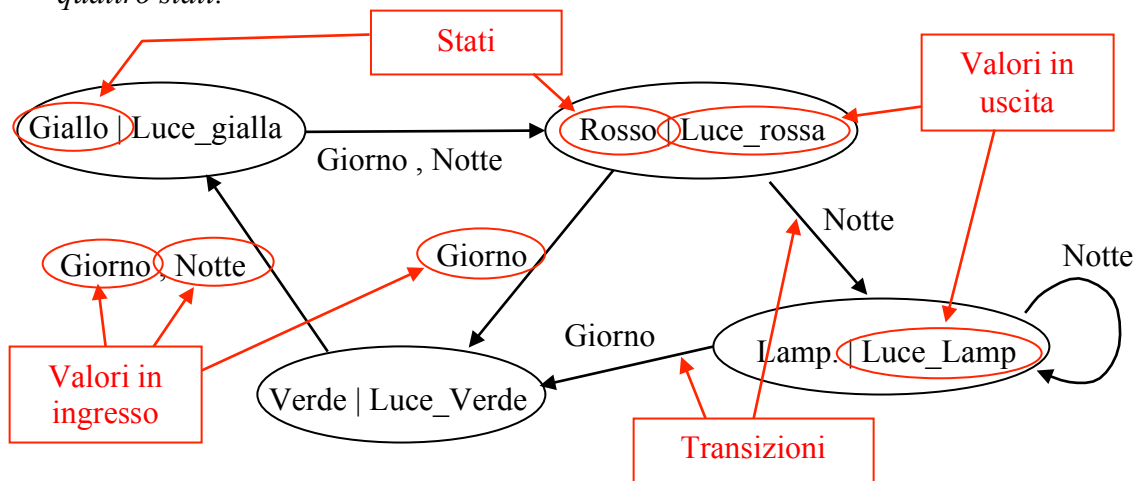 quattro stati:
Stati
Valori in
uscita
Giallo | Luce_gialla
Rosso | Luce_rossa
Giorno , Notte
Notte
Giorno , Notte
Giorno
Notte
Giorno
Lamp. | Luce_Lamp
Valori in
ingresso
Verde | Luce_Verde
Transizioni